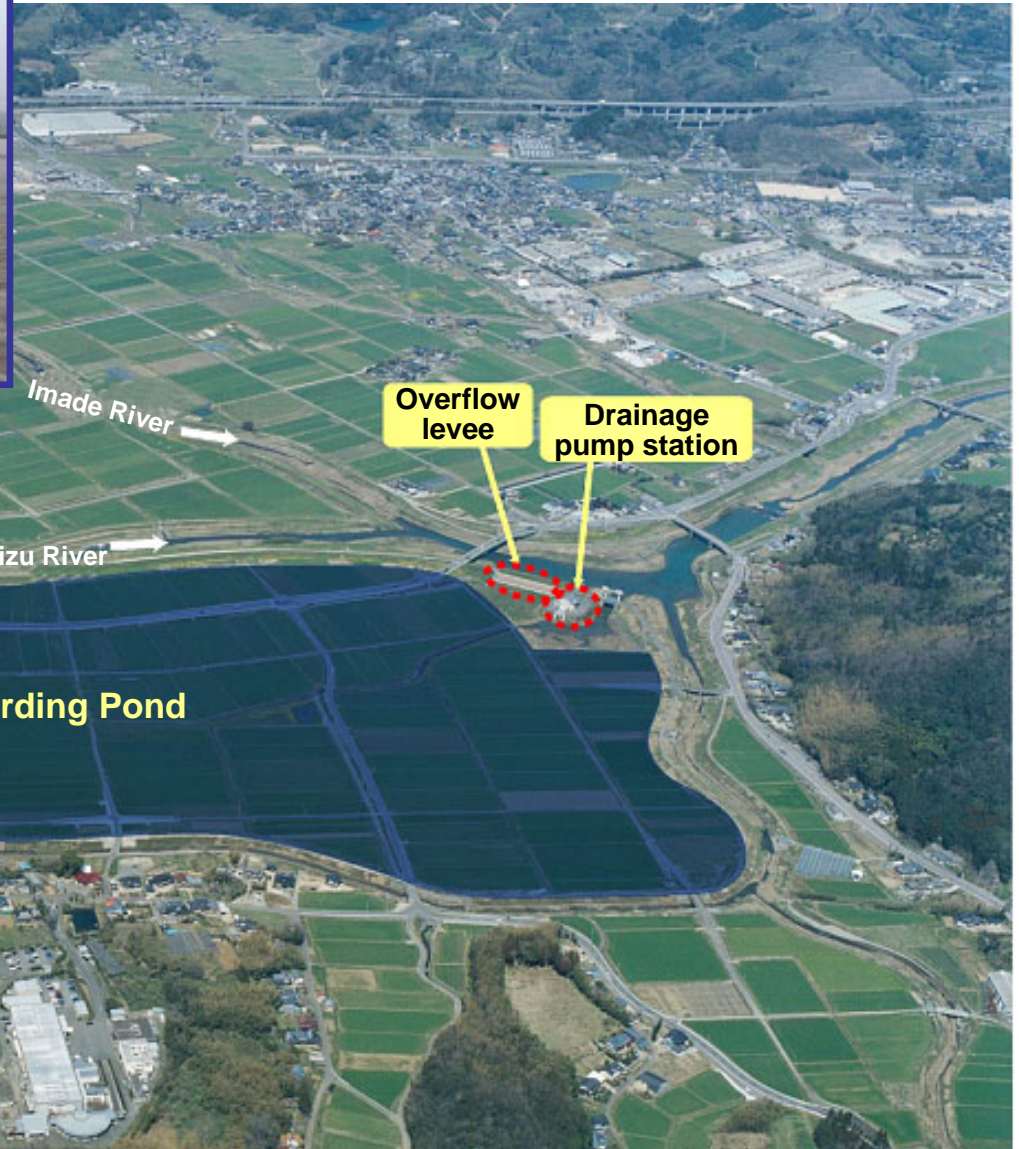 Imade River
Overflow
levee
Drainage
pump station
izu River
rding Pond